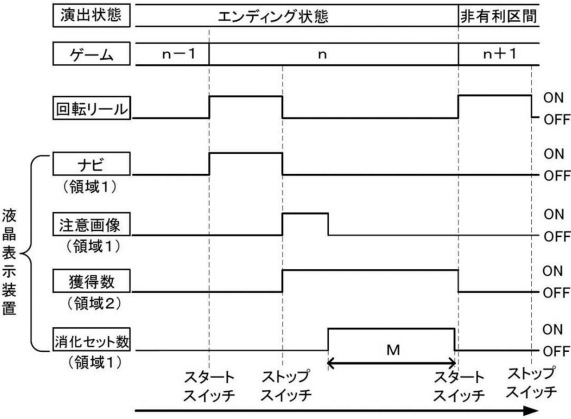 演出状態
エンディング状態
非有利区間
ゲーム
n－1
n
n＋1
回転リール
ON
OFF
ナビ
(領域1)
ON
OFF
注意画像
(領域1)
ON
OFF
獲得数
(領域2)
ON
OFF
消化セット数
(領域1)
ON
OFF
M
液晶表示装置
スタート
スイッチ
ストップ
スイッチ
スタート
スイッチ
ストップ
スイッチ